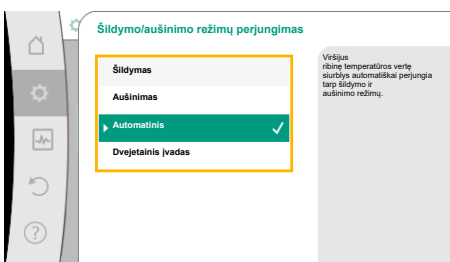 Šildymo/aušinimo režimų perjungimas
Šildymas
Aušinimas
Automatinis
Dvejetainis įvadas
Viršijus
ribinę temperatūros vertę
siurblys automatiškai perjungia
tarp šildymo ir
aušinimo režimų.